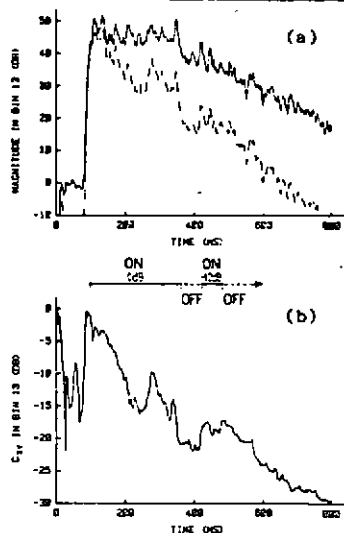 (a)
MAGNITUDE IN BIN 13 (DB)
50
40
30
20
10
0
-10
0 200 400 600 800
TIME (MS)
ON ON
0dB
OFF OFF
(b)
IN BIN 13 (DB)
0
-5
-10
-15
-20
-25
-30
0 200 400 600 800
TIME (MS)